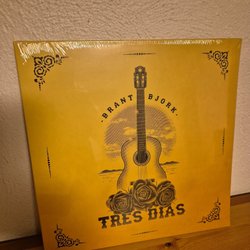 · BRANT BJORK ·
TRES DIAS